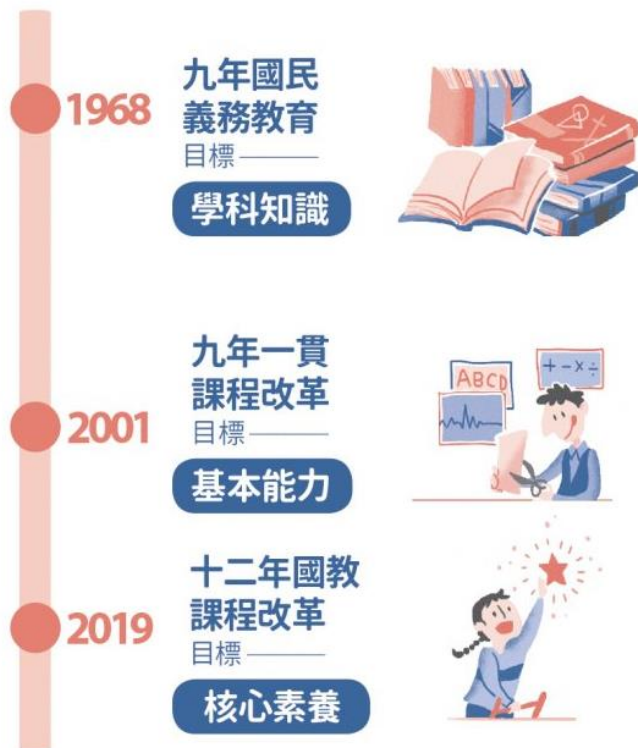 1968
九年國民
義務教育
目標
學科知識
2001
九年一貫
課程改革
目標
基本能力
ABCD
+-×÷
2019
十二年國教
課程改革
目標
核心素養